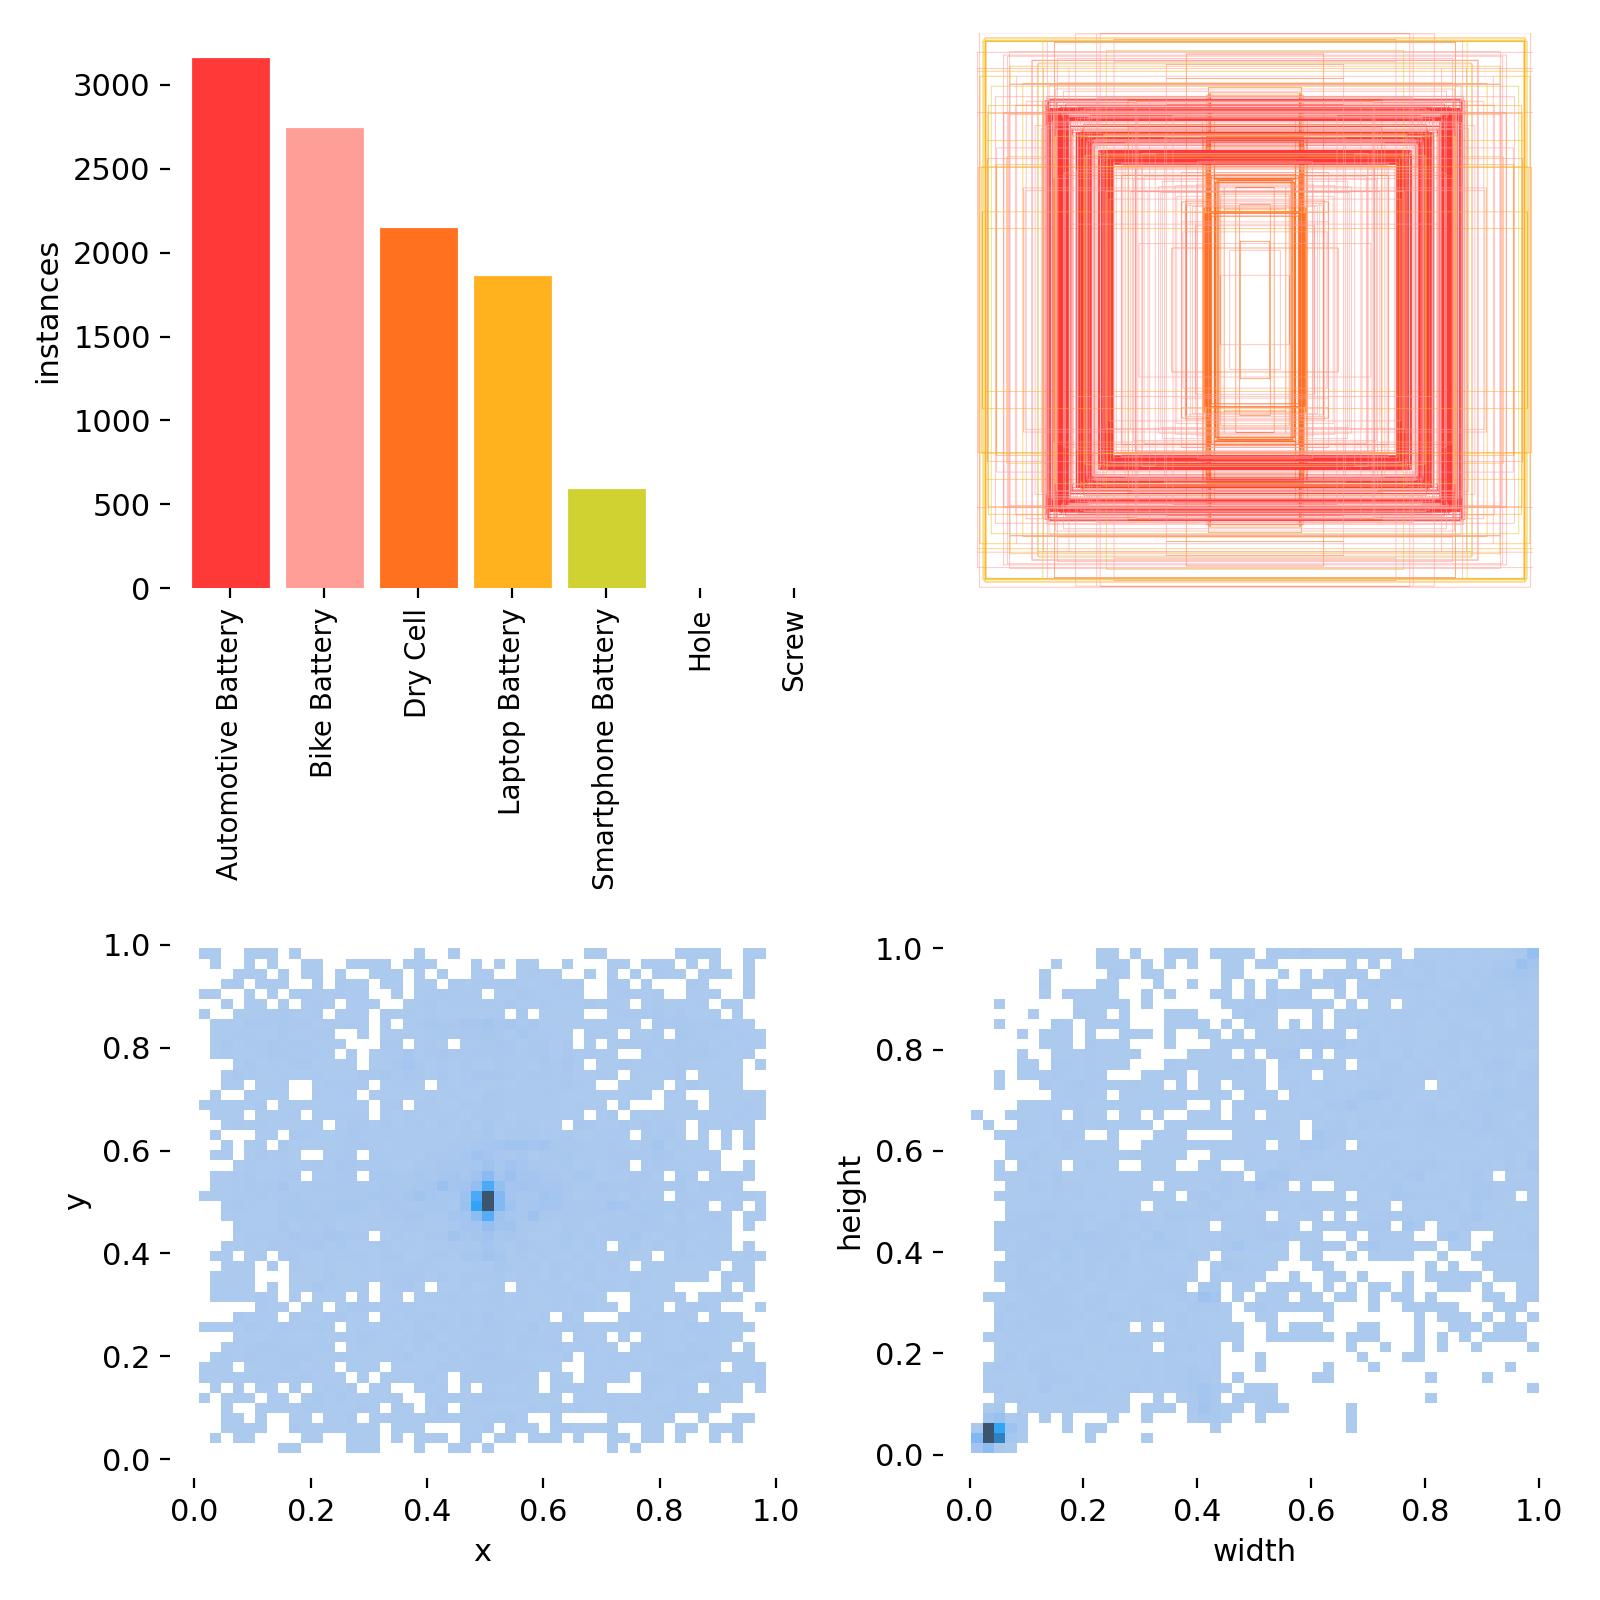 3000
2500
2000
1500
1000
500
0
instances
Automotive Battery
Bike Battery
Dry Cell
Laptop Battery
Smartphone Battery
Hole
Screw
1.0
0.8
0.6
0.4
0.2
0.0
y
0.0 0.2 0.4 0.6 0.8 1.0
x
1.0
0.8
0.6
0.4
0.2
0.0
height
0.0 0.2 0.4 0.6 0.8 1.0
width